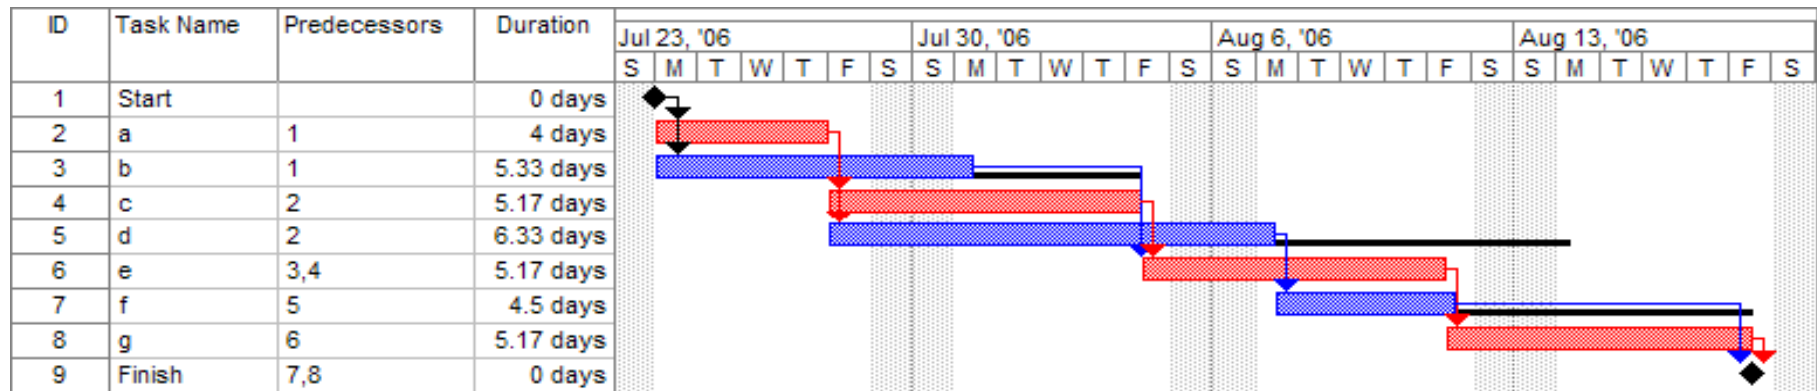 ID Task Name Predecessors Duration
Jul 23, '06 Jul 30, '06 Aug 6, '06 Aug 13, '06
S M T W T F S S M T W T F S S M T W T F S S M T W T F S
1 Start 0 days
2 a 1 4 days
3 b 1 5.33 days
4 c 2 5.17 days
5 d 2 6.33 days
6 e 3,4 5.17 days
7 f 5 4.5 days
8 g 6 5.17 days
9 Finish 7,8 0 days